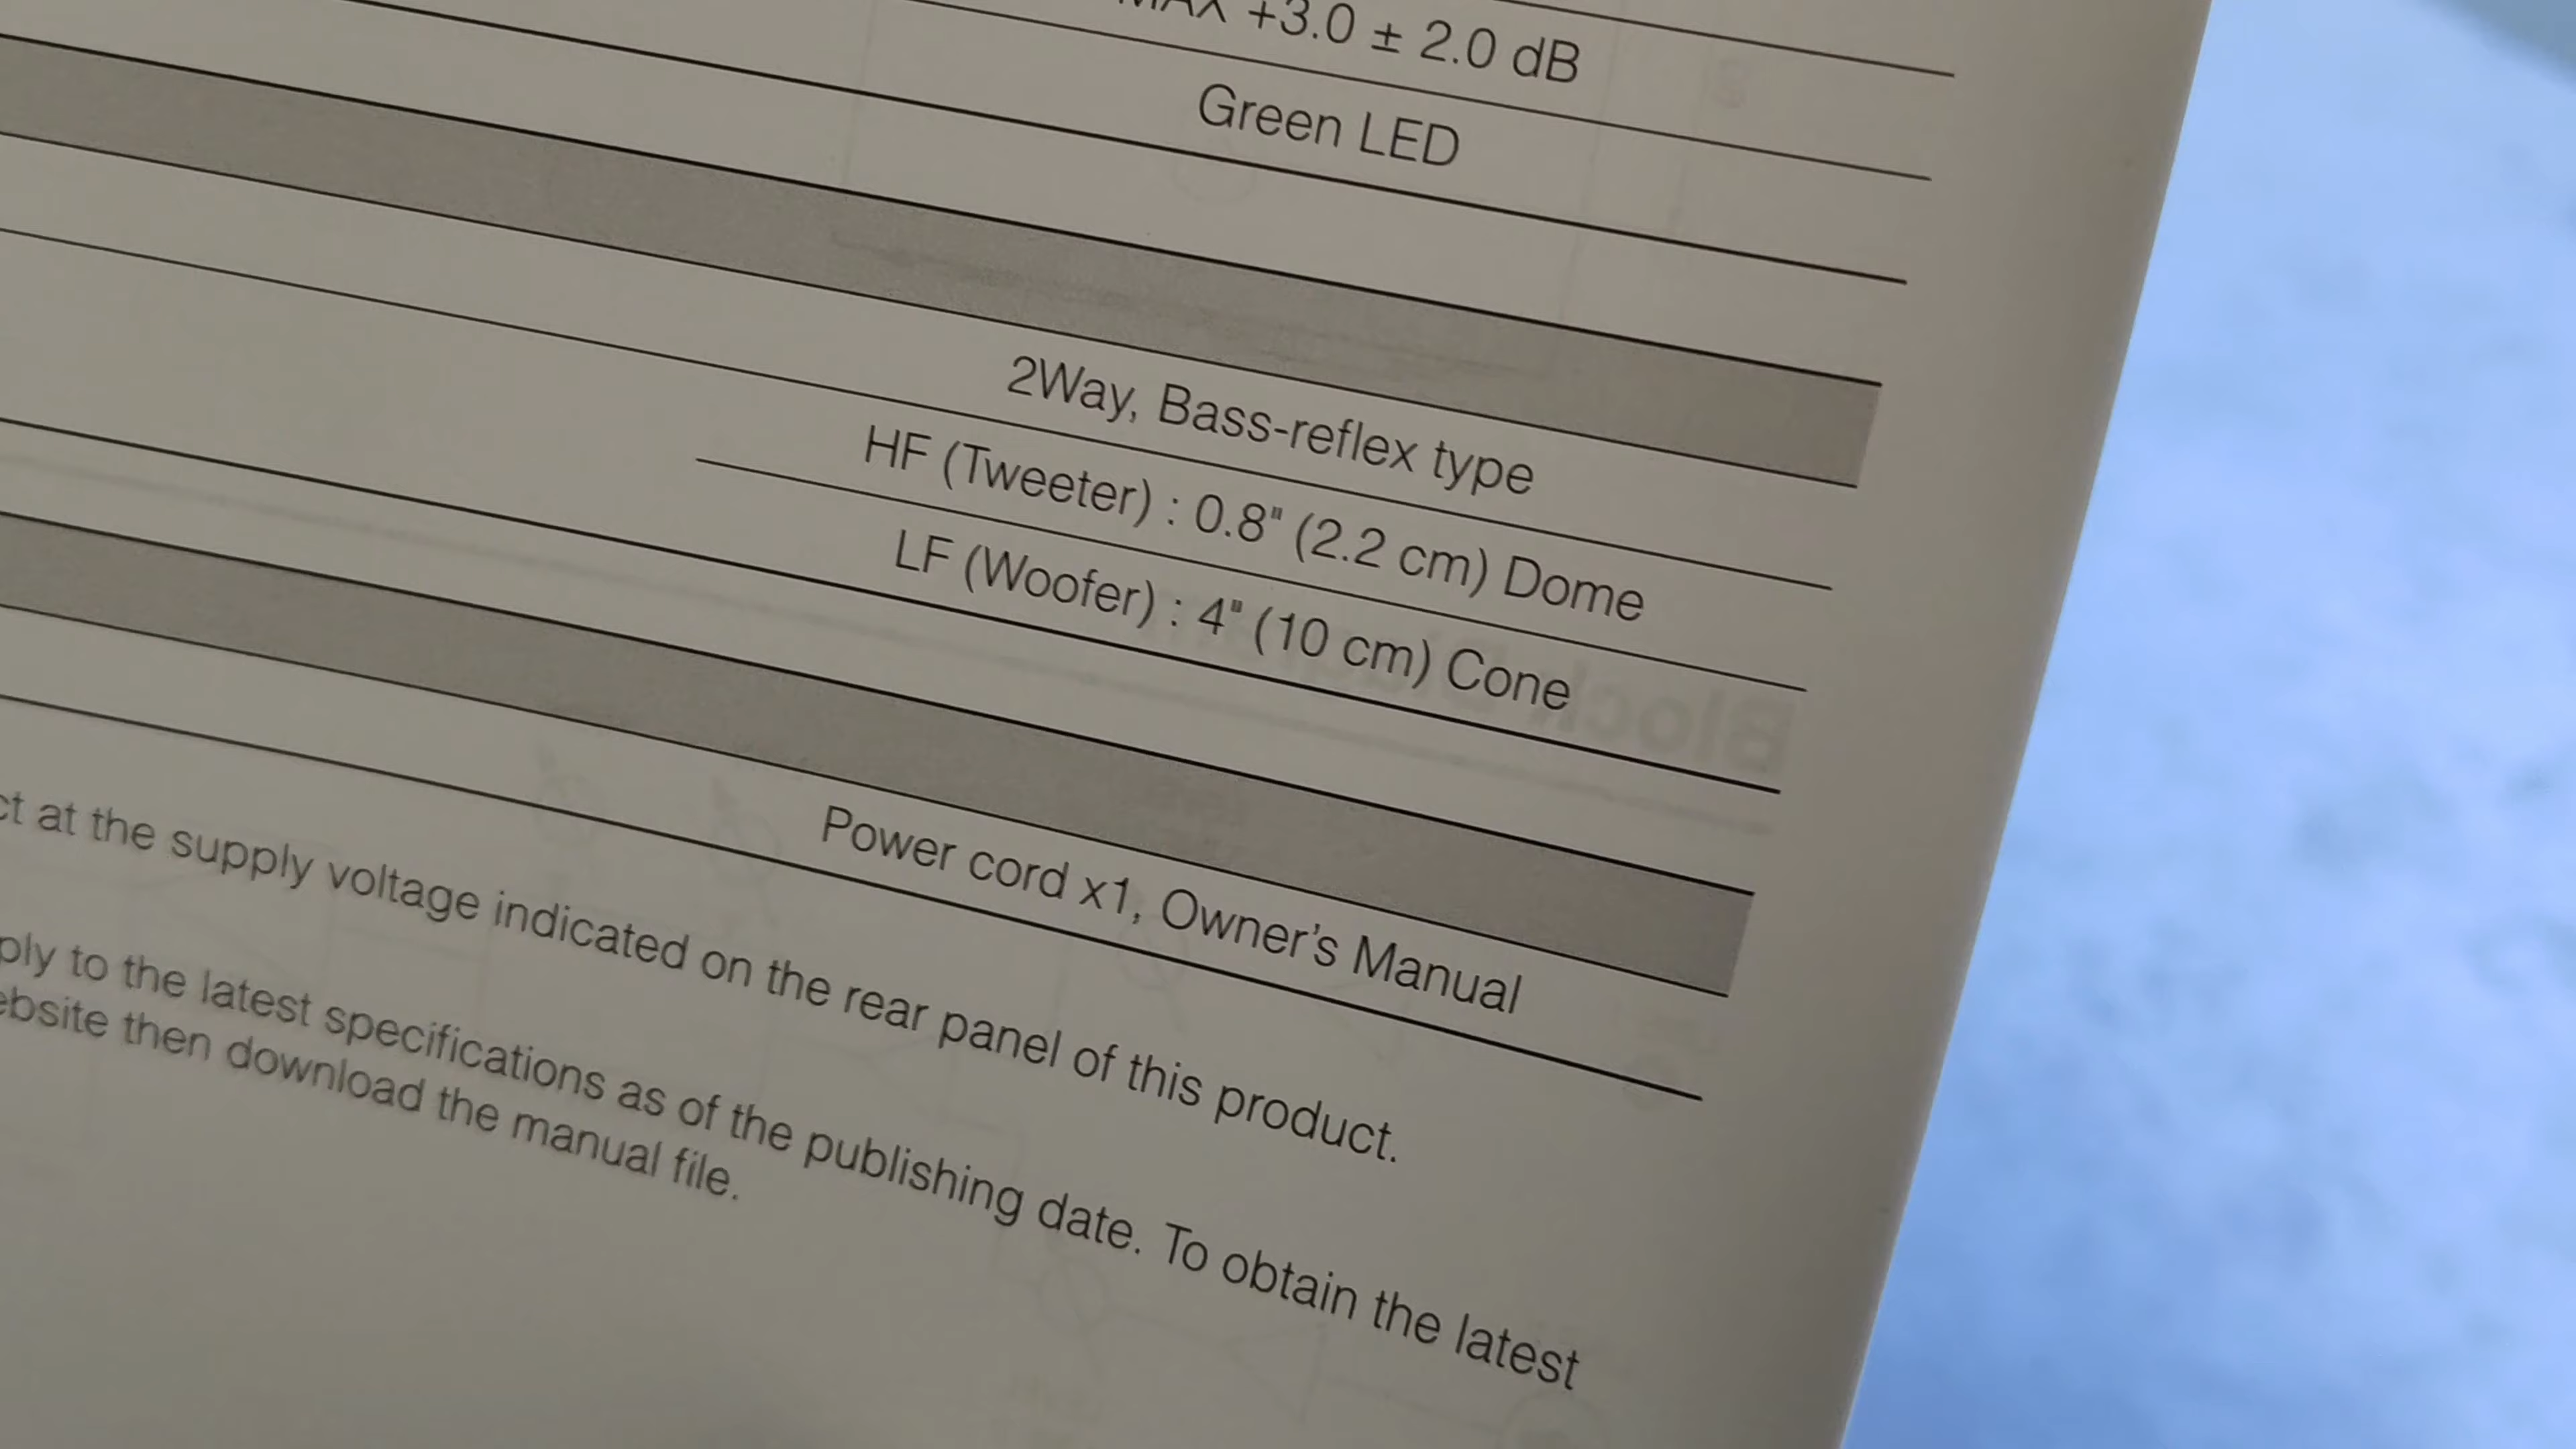 MAX +3.0 ± 2.0 dB
Green LED
2Way, Bass-reflex type
HF (Tweeter) : 0.8" (2.2 cm) Dome
LF (Woofer) : 4" (10 cm) Cone
Power cord x1, Owner's Manual
at the supply voltage indicated on the rear panel of this product.
to the latest specifications as of the publishing date. To obtain the latest
then download the manual file.